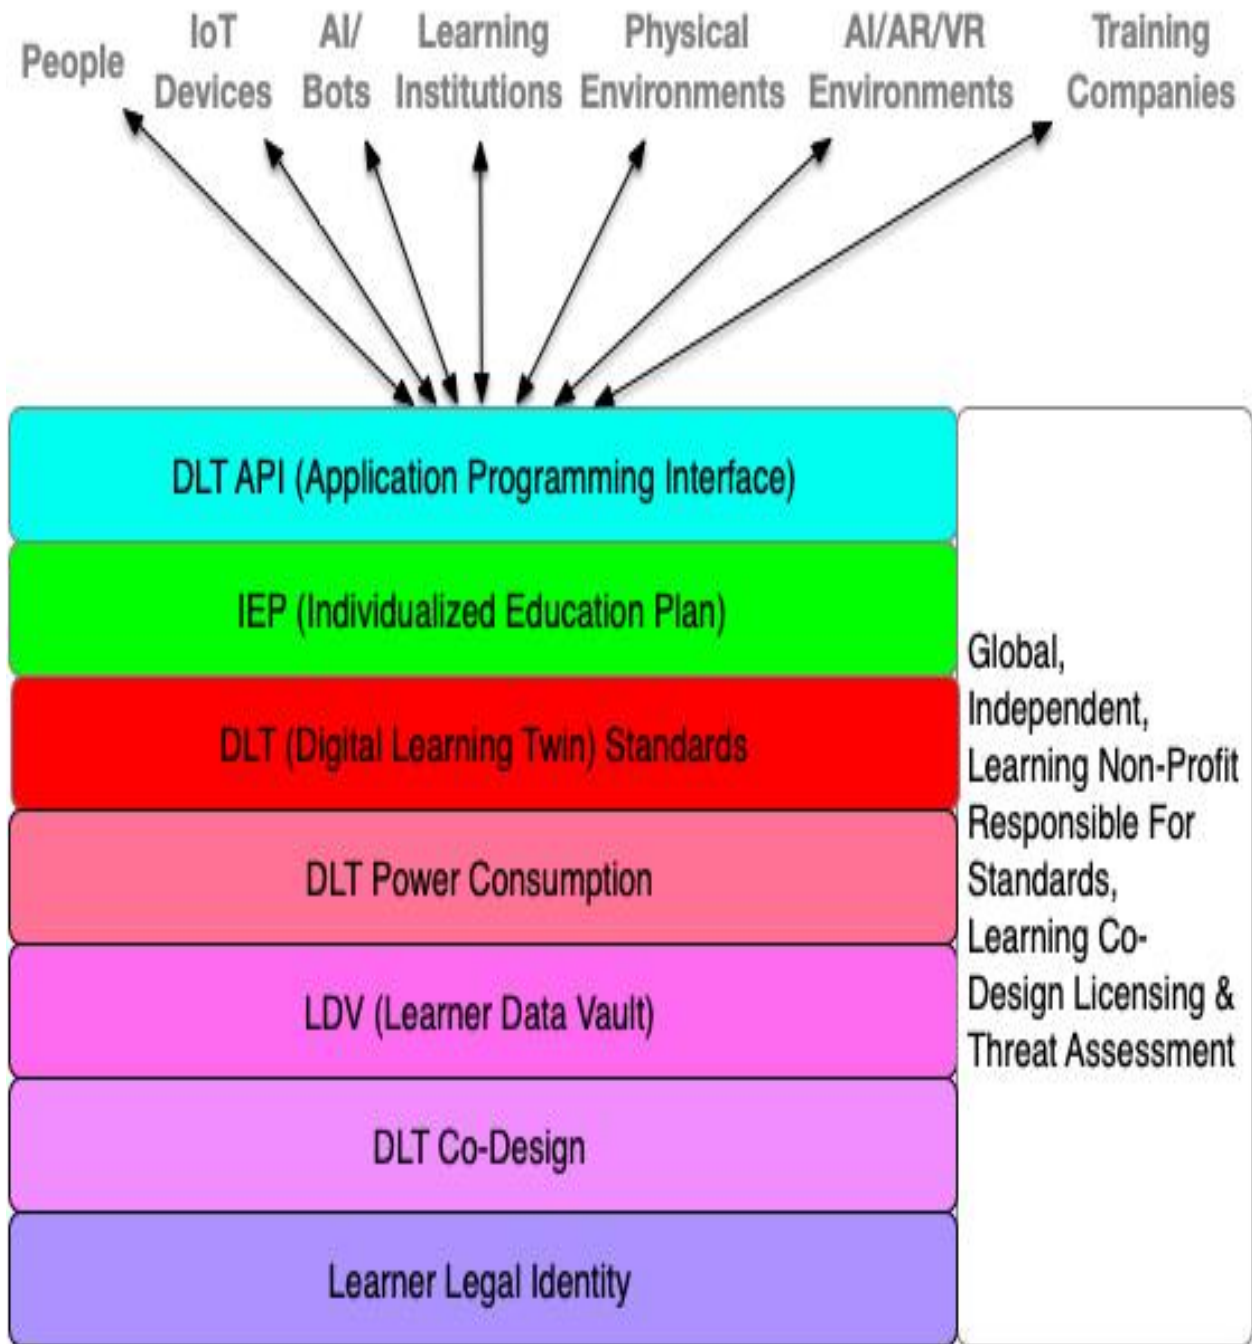 People
IoT
Devices
AI/
Bots
Learning
Institutions
Physical
Environments
AI/AR/VR
Environments
Training
Companies
DLT API (Application Programming Interface)
IEP (Individualized Education Plan)
DLT (Digital Learning Twin) Standards
DLT Power Consumption
LDV (Learner Data Vault)
DLT Co-Design
Learner Legal Identity
Global,
Independent,
Learning Non-Profit
Responsible For
Standards,
Learning Co-
Design Licensing &
Threat Assessment